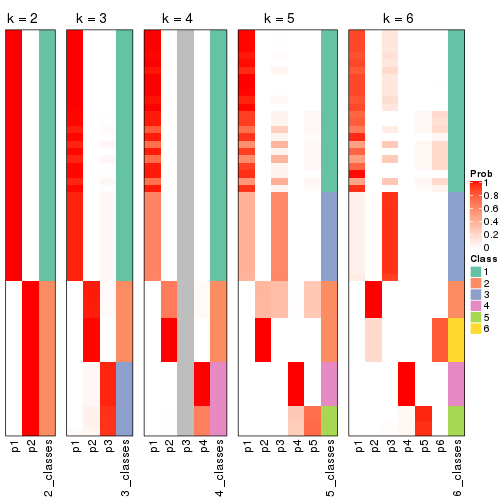 k = 2
k = 3
k = 4
k = 5
k = 6
p1
p2
2_classes
p1
p2
p3
3_classes
p1
p2
p3
p4
4_classes
p1
p2
p3
p4
p5
5_classes
p1
p2
p3
p4
p5
p6
6_classes
Prob
1
0.8
0.6
0.4
0.2
0
Class
1
2
3
4
5
6